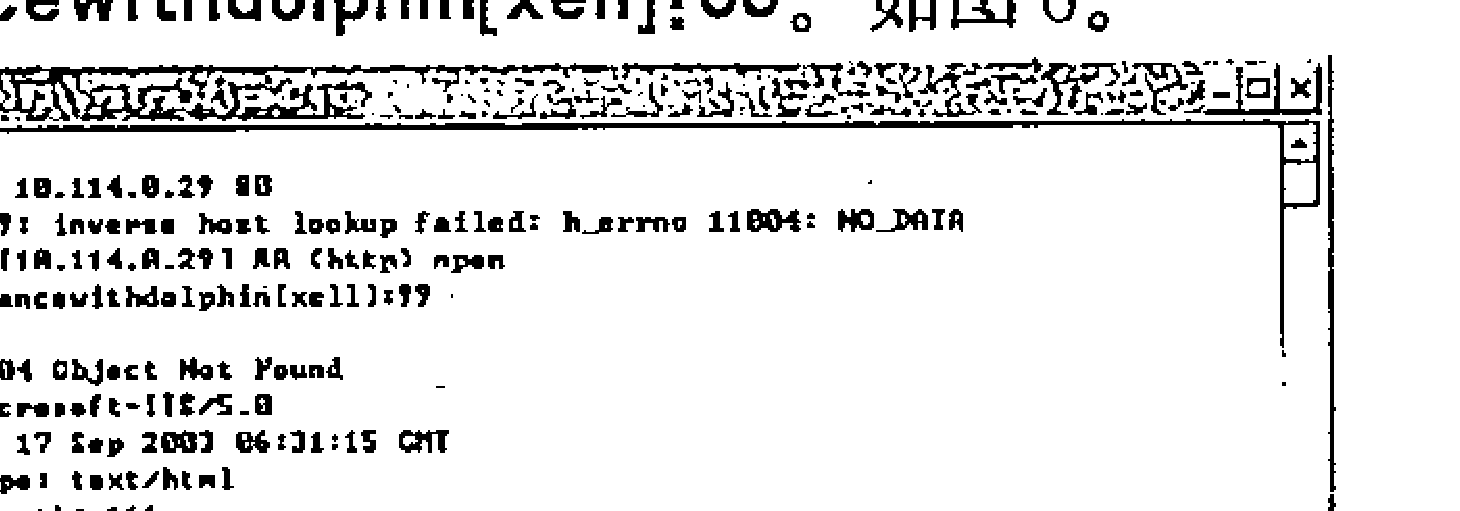 cewithdolphin[xell]:88。如图6。
10.114.0.29 80
9: inverse host lookup failed: h_errno 11004: NO_DATA
[10.114.0.29] 80 (http) open
ancewithdolphin[xell]:99
04 Object Not Found
crosoft-IIS/5.0
17 Sep 2003 06:31:15 GMT
pe: text/html